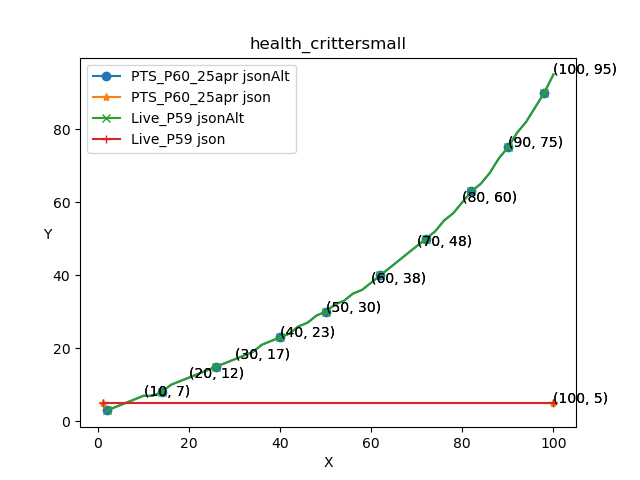 health_crittersmall
PTS_P60_25apr jsonAlt
PTS_P60_25apr json
Live_P59 jsonAlt
Live_P59 json
(100, 95)
(90, 75)
(80, 60)
(70, 48)
(60, 38)
(50, 30)
(40, 23)
(30, 17)
(20, 12)
(10, 7)
(100, 5)
80
60
40
20
0
Y
0 20 40 60 80 100
X